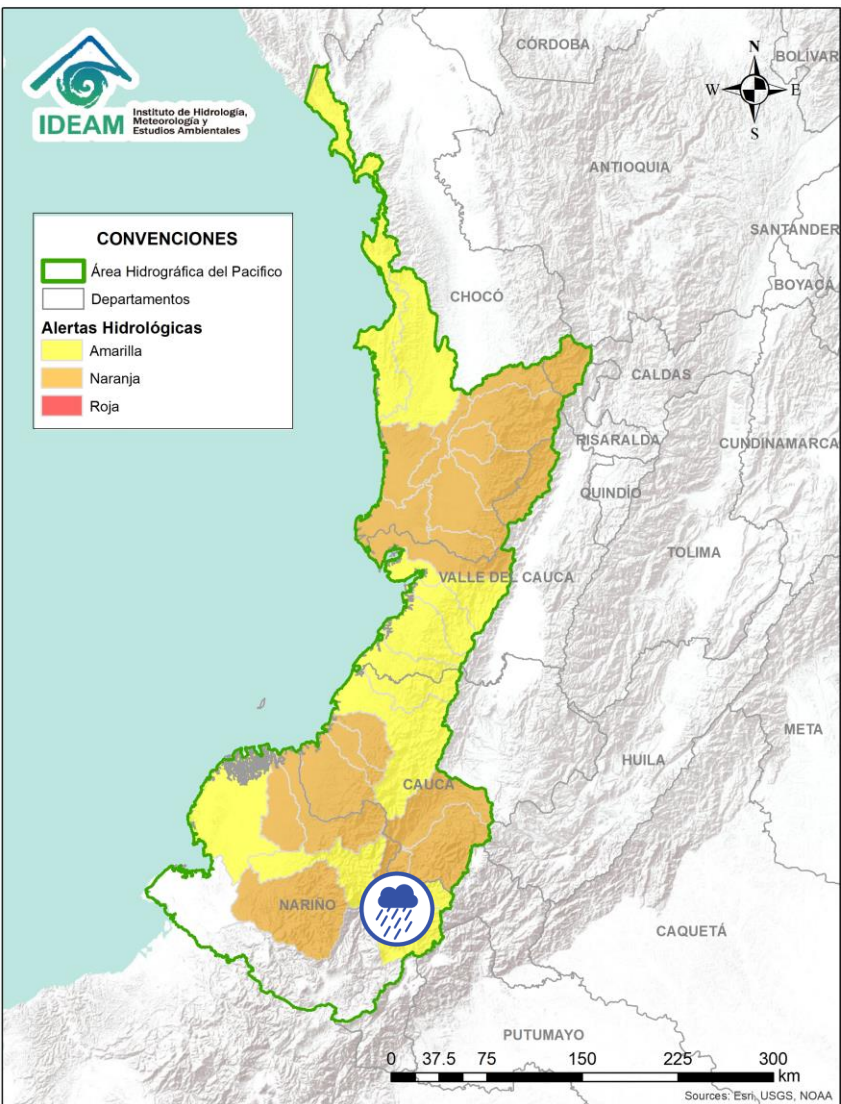 IDEAM
Instituto de Hidrología,
Meteorología y
Estudios Ambientales
CÓRDOBA
BOLÍVAR
N
W
E
S
ANTIOQUIA
SANTANDER
BOYACÁ
CONVENCIONES
Área Hidrográfica del Pacifico
Departamentos
Alertas Hidrológicas
Amarilla
Naranja
Roja
CHOCÓ
CALDAS
RISARALDA
CUNDINAMARCA
QUINDÍO
TOLIMA
VALLE DEL CAUCA
META
HUILA
CAUCA
NARIÑO
CAQUETÁ
PUTUMAYO
0 37.5 75 150 225 300
km
Sources: Esri, USGS, NOAA